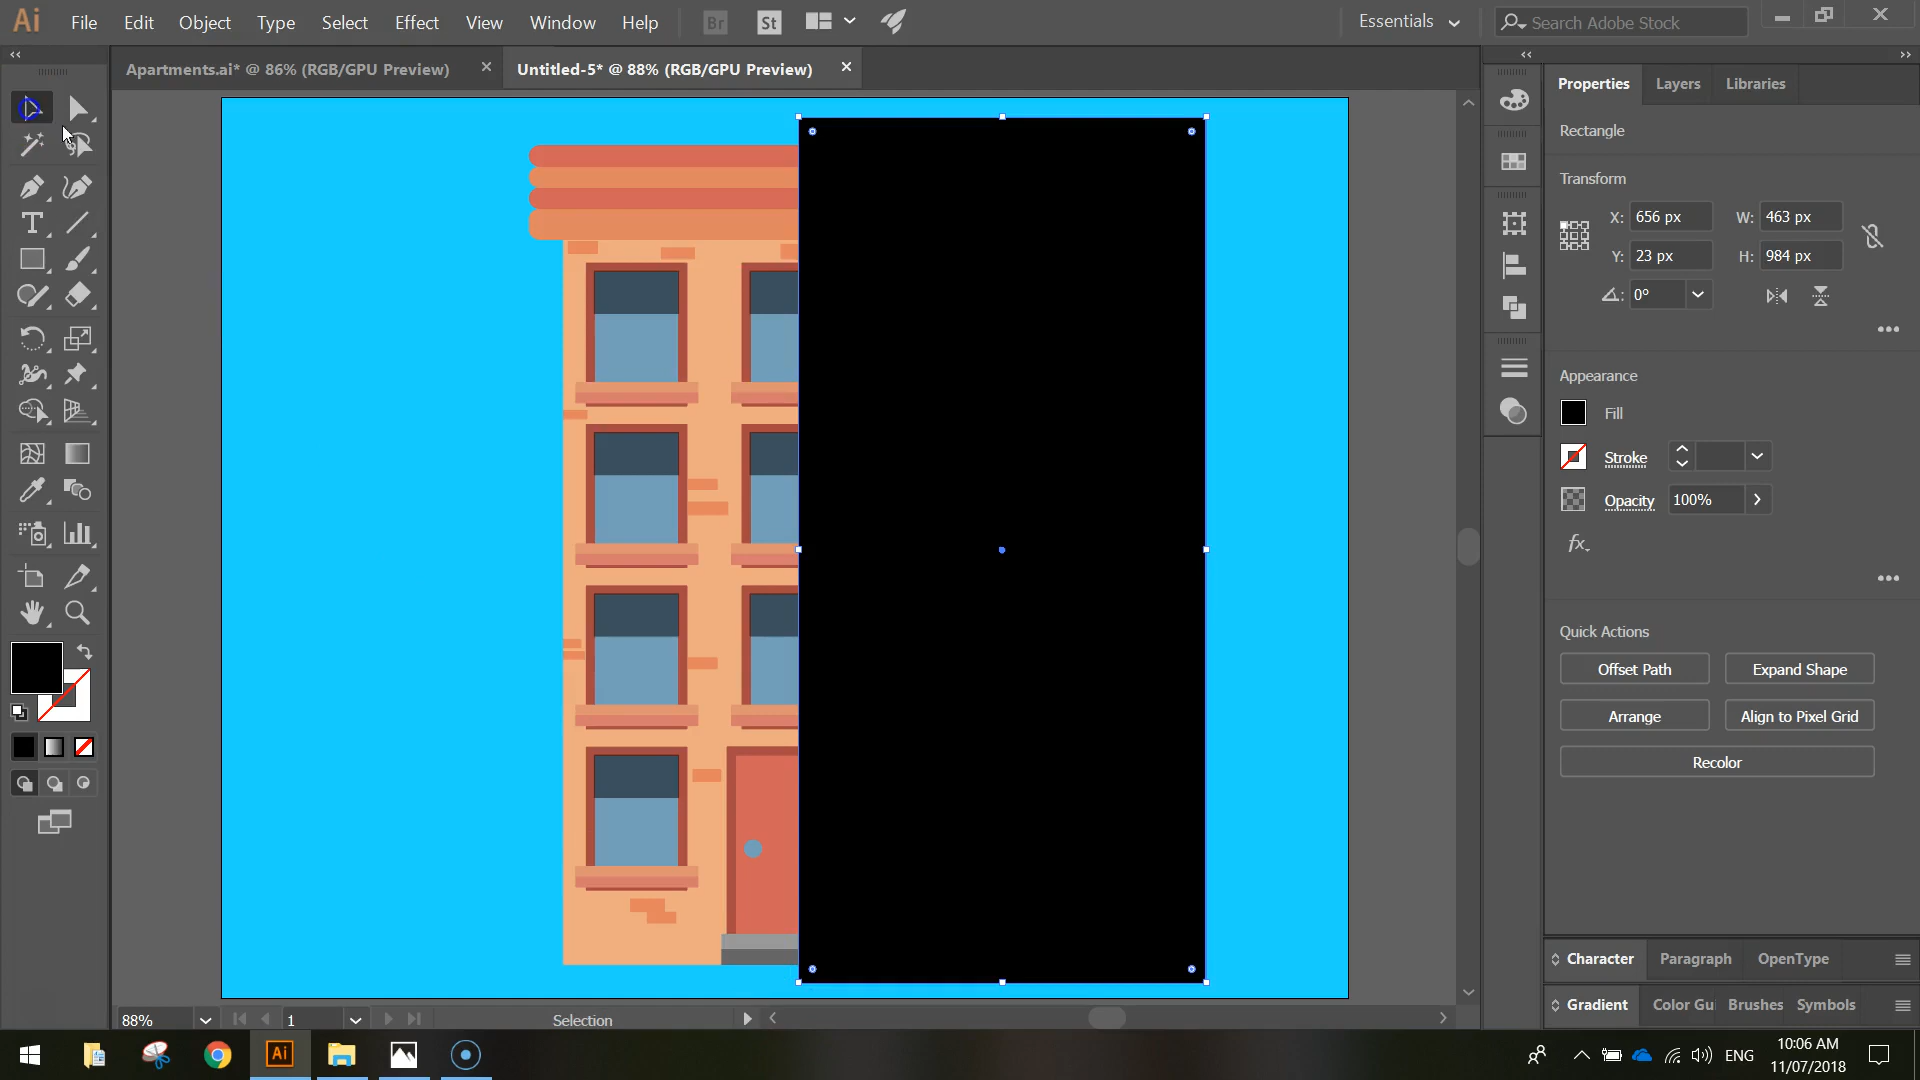 Ai File Edit Object Type Select Effect View Window Help Br St Essentials Search Adobe Stock
Apartments.ai* @ 86% (RGB/GPU Preview) Untitled-5* @ 88% (RGB/GPU Preview)
Properties Layers Libraries
Rectangle
Transform
X: 656 px W: 463 px
Y: 23 px H: 984 px
0°
Appearance
Fill
Stroke
Opacity 100%
fx.
Quick Actions
Offset Path Expand Shape
Arrange Align to Pixel Grid
Recolor
Character Paragraph OpenType
Gradient Color Gui Brushes Symbols
88% 1 Selection
Ai ENG 10:06 AM
11/07/2018